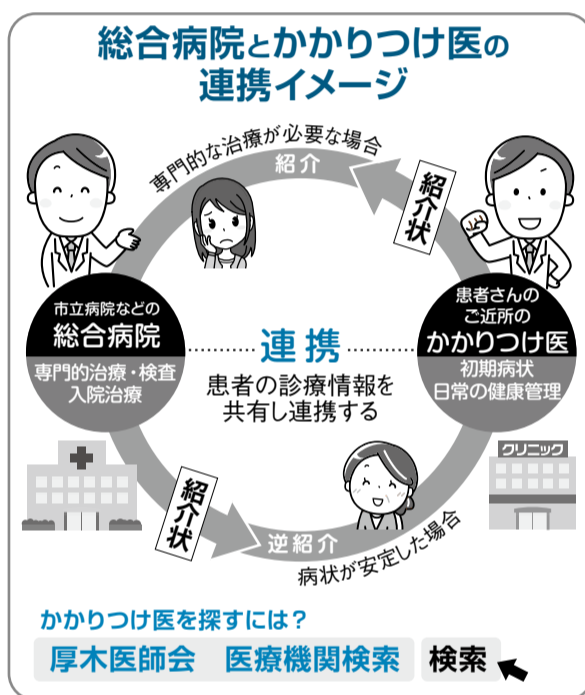 総合病院とかかりつけ医の
連携イメージ
専門的な治療が必要な場合
紹介
紹介状
市立病院などの
総合病院
専門的治療・検査
入院治療
連携
患者の診療情報を
共有し連携する
患者さんの
ご近所の
かかりつけ医
初期病状
日常の健康管理
クリニック
紹介状
逆紹介
病状が安定した場合
かかりつけ医を探すには?
厚木医師会 医療機関検索 検索